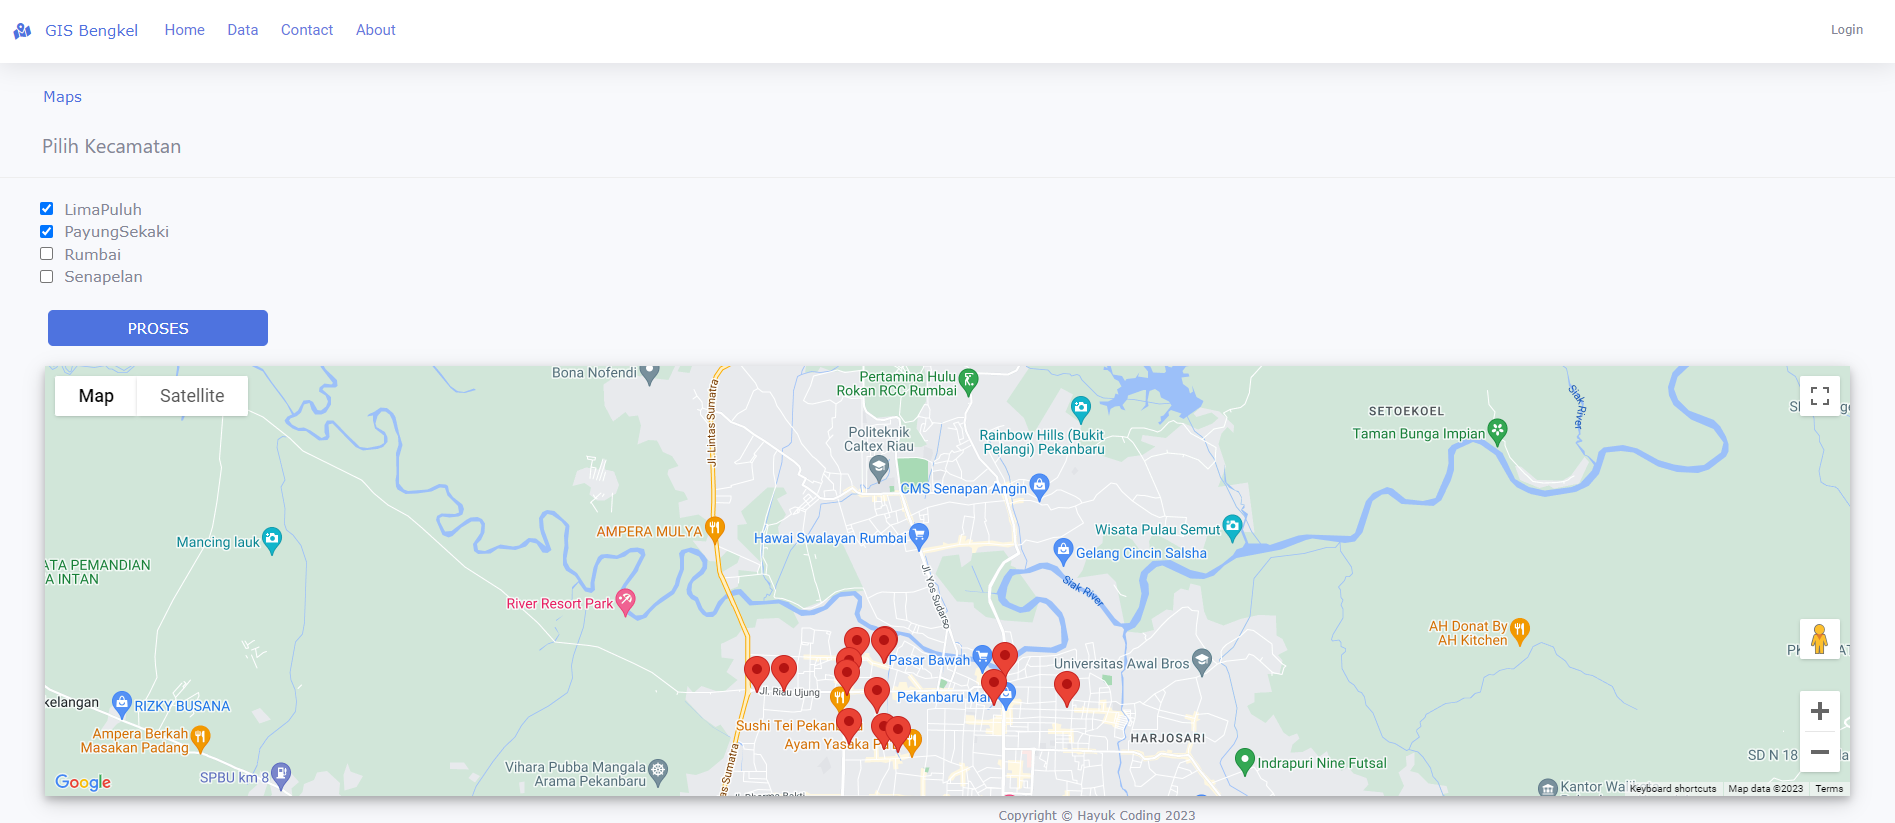 GIS Bengkel Home Data Contact About Login
Maps
Pilih Kecamatan
LimaPuluh
PayungSekaki
Rumbai
Senapelan
PROSES
Map Satellite
Bona Nofendi
Pertamina Hulu
Rokan RCC Rumbai
Jl. Lintas Sumatra
Siak River
SETOEKOEL
Taman Bunga Impian
Politeknik
Caltex Riau
Rainbow Hills (Bukit
Pelangi) Pekanbaru
CMS Senapan Angin
AMPERA MULYA
Hawai Swalayan Rumbai
Wisata Pulau Semut
Gelang Cincin Salsha
Mancing lauk
ATA PEMANDIAN
A INTAN
River Resort Park
Jl. Yos Sudarso
Siak River
AH Donat By
AH Kitchen
Pasar Bawah
Universitas Awal Bros
Jl. Riau Ujung
Pekanbaru
kelangan
RIZKY BUSANA
Sushi Tei
Ampera Berkah
Masakan Padang
Ayam Yasaka
HARJOSARI
Indrapuri Nine Futsal
SD N 18
Vihara Pubba Mangala
Arama Pekanbaru
SPBU km 8
Sumatra
Kantor
Google
Keyboard shortcuts Map data ©2023 Terms
Copyright © Hayuk Coding 2023